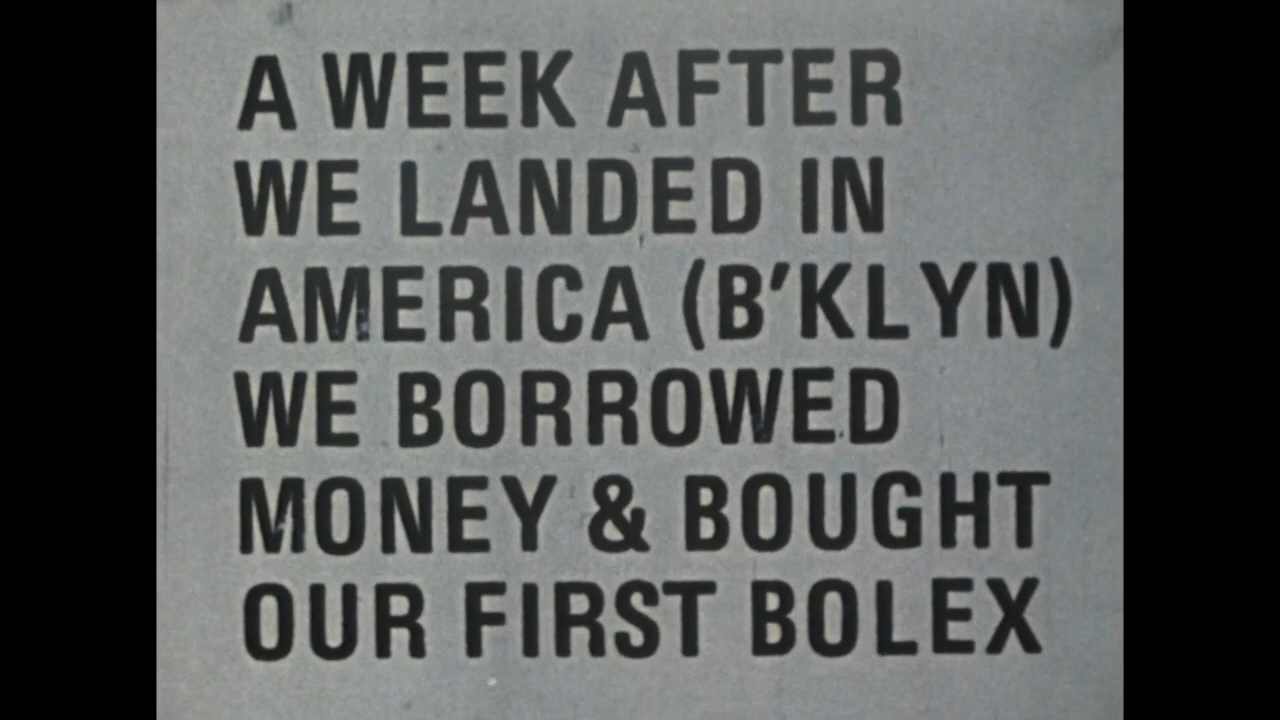 A WEEK AFTER
WE LANDED IN
AMERICA (B'KLYN)
WE BORROWED
MONEY & BOUGHT
OUR FIRST BOLEX